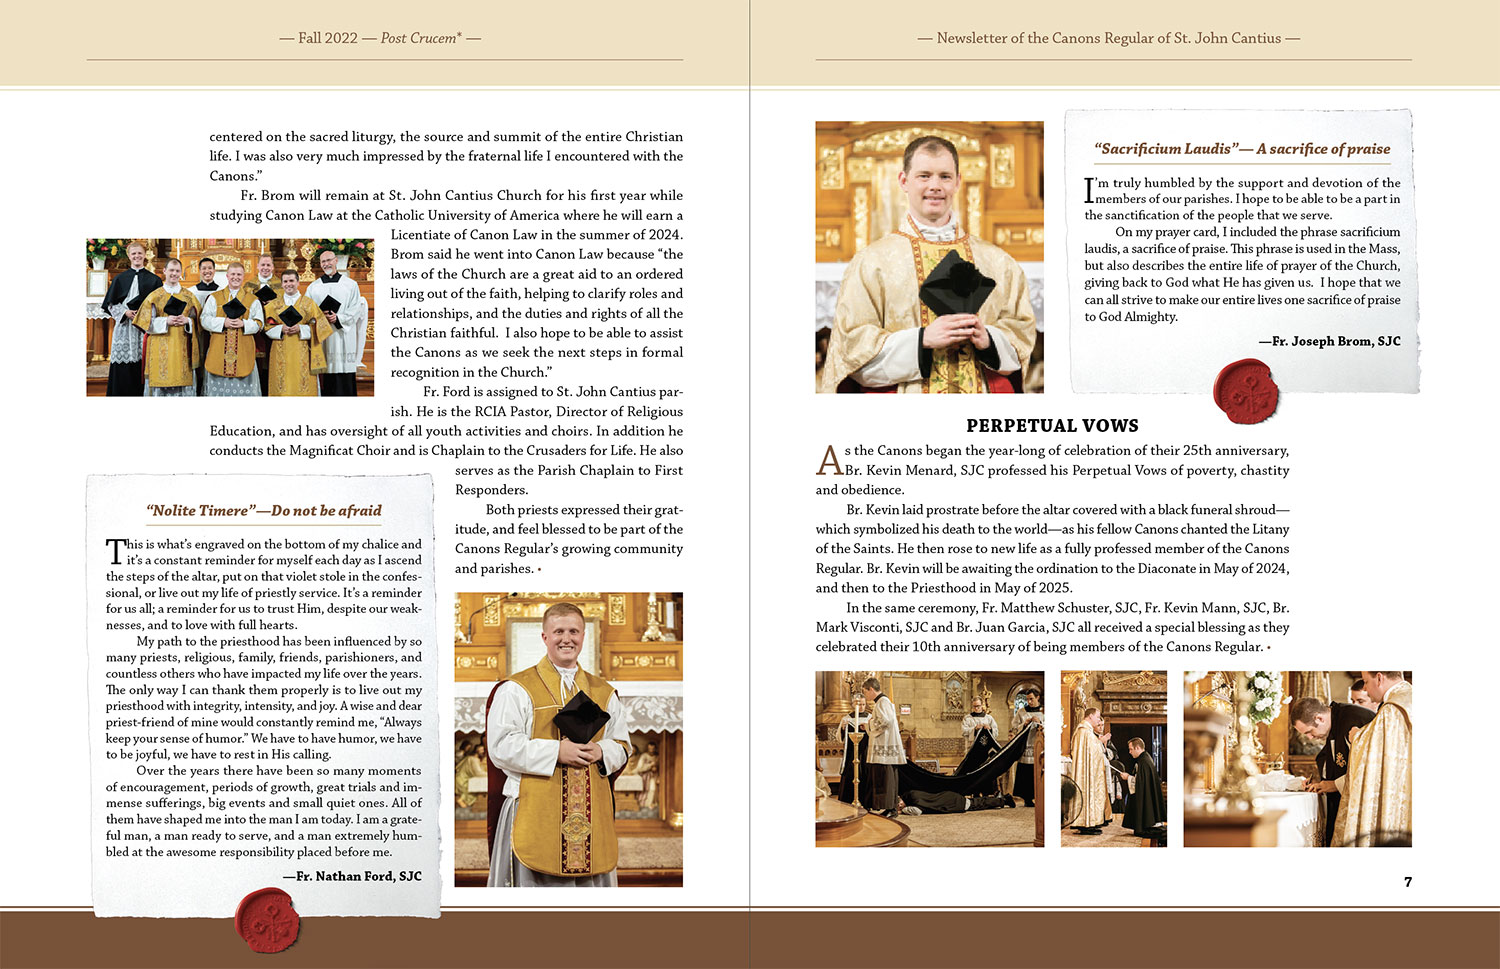 — Fall 2022 — Post Crucem* —
centered on the sacred liturgy, the source and summit of the entire Christian
life. I was also very much impressed by the fraternal life I encountered with the
Canons.”
Fr. Brom will remain at St. John Cantius Church for his first year while
studying Canon Law at the Catholic University of America where he will earn a
Licentiate of Canon Law in the summer of 2024.
Brom said he went into Canon Law because “the
laws of the Church are a great aid to an ordered
living out of the faith, helping to clarify roles and
relationships, and the duties and rights of all the
Christian faithful.  I also hope to be able to assist
the Canons as we seek the next steps in formal
recognition in the Church.”
Fr. Ford is assigned to St. John Cantius par-
ish. He is the RCIA Pastor, Director of Religious
Education, and has oversight of all youth activities and choirs. In addition he
conducts the Magnificat Choir and is Chaplain to the Crusaders for Life. He also
serves as the Parish Chaplain to First
Responders.
Both priests expressed their grat-
itude, and feel blessed to be part of the
Canons Regular’s growing community
and parishes. •
“Nolite Timere”—Do not be afraid
This is what’s engraved on the bottom of my chalice and
it’s a constant reminder for myself each day as I ascend
the steps of the altar, put on that violet stole in the confes-
sional, or live out my life of priestly service. It’s a reminder
for us all; a reminder for us to trust Him, despite our weak-
nesses, and to love with full hearts.
My path to the priesthood has been influenced by so
many priests, religious, family, friends, parishioners, and
countless others who have impacted my life over the years.
The only way I can thank them properly is to live out my
priesthood with integrity, intensity, and joy. A wise and dear
priest-friend of mine would constantly remind me, “Always
keep your sense of humor.” We have to have humor, we have
to be joyful, we have to rest in His calling.
Over the years there have been so many moments
of encouragement, periods of growth, great trials and im-
mense sufferings, big events and small quiet ones. All of
them have shaped me into the man I am today. I am a grate-
ful man, a man ready to serve, and a man extremely hum-
bled at the awesome responsibility placed before me.
—Fr. Nathan Ford, SJC
— Newsletter of the Canons Regular of St. John Cantius —
“Sacrificium Laudis”— A sacrifice of praise
I’m truly humbled by the support and devotion of the
members of our parishes. I hope to be able to be a part in
the sanctification of the people that we serve.
On my prayer card, I included the phrase sacrificium
laudis, a sacrifice of praise. This phrase is used in the Mass,
but also describes the entire life of prayer of the Church,
giving back to God what He has given us.  I hope that we
can all strive to make our entire lives one sacrifice of praise
to God Almighty.
—Fr. Joseph Brom, SJC
PERPETUAL VOWS
As the Canons began the year-long of celebration of their 25th anniversary,
Br. Kevin Menard, SJC professed his Perpetual Vows of poverty, chastity
and obedience.
Br. Kevin laid prostrate before the altar covered with a black funeral shroud—
which symbolized his death to the world—as his fellow Canons chanted the Litany
of the Saints. He then rose to new life as a fully professed member of the Canons
Regular. Br. Kevin will be awaiting the ordination to the Diaconate in May of 2024,
and then to the Priesthood in May of 2025.
In the same ceremony, Fr. Matthew Schuster, SJC, Fr. Kevin Mann, SJC, Br.
Mark Visconti, SJC and Br. Juan Garcia, SJC all received a special blessing as they
celebrated their 10th anniversary of being members of the Canons Regular. •
7